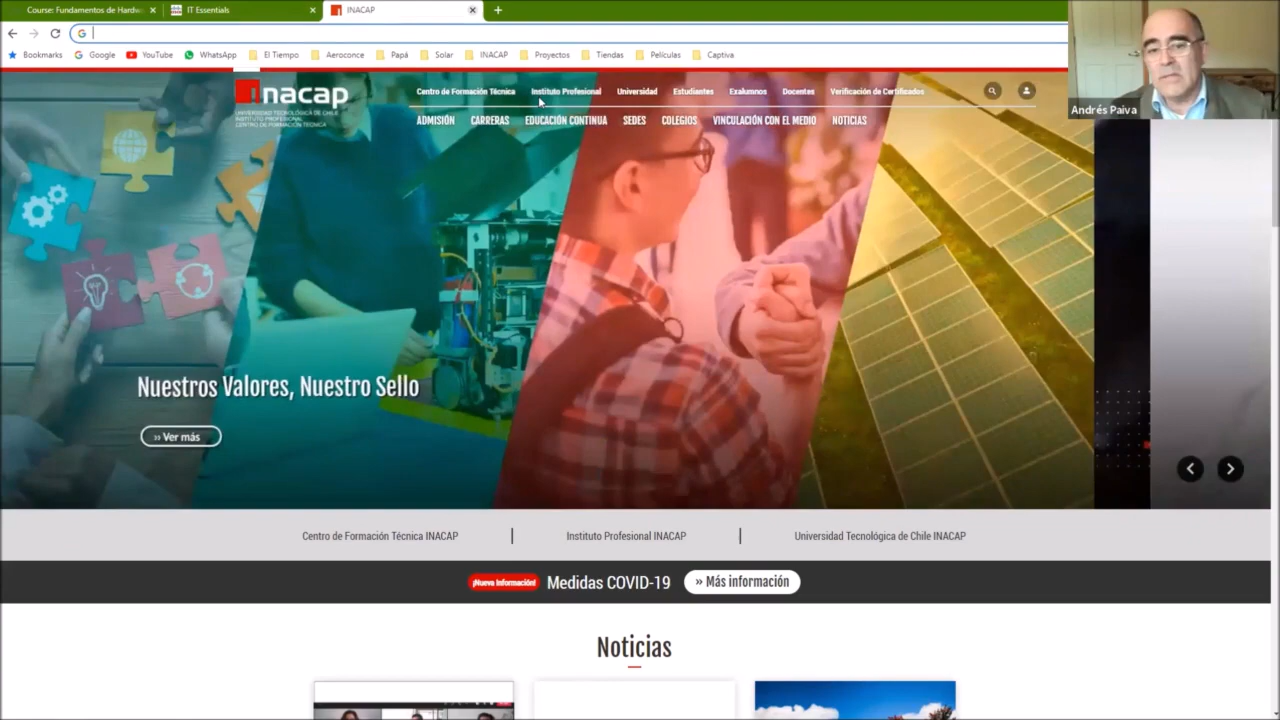 Course: Fundamentos de Hardw
IT Essentials
INACAP
Bookmarks
Google
YouTube
WhatsApp
El Tiempo
Aeroconce
Papá
Solar
INACAP
Proyectos
Tiendas
Películas
Captiva
Andrés Paiva
inacap
UNIVERSIDAD TECNOLÓGICA DE CHILE
INSTITUTO PROFESIONAL
CENTRO DE FORMACIÓN TÉCNICA
Centro de Formación Técnica
Instituto Profesional
Universidad
Estudiantes
Exalumnos
Docentes
Verificación de Certificados
ADMISIÓN
CARRERAS
EDUCACIÓN CONTINUA
SEDES
COLEGIOS
VINCULACIÓN CON EL MEDIO
NOTICIAS
Nuestros Valores, Nuestro Sello
›› Ver más
Centro de Formación Técnica INACAP
Instituto Profesional INACAP
Universidad Tecnológica de Chile INACAP
¡Nueva Información!
Medidas COVID-19
» Más información
Noticias